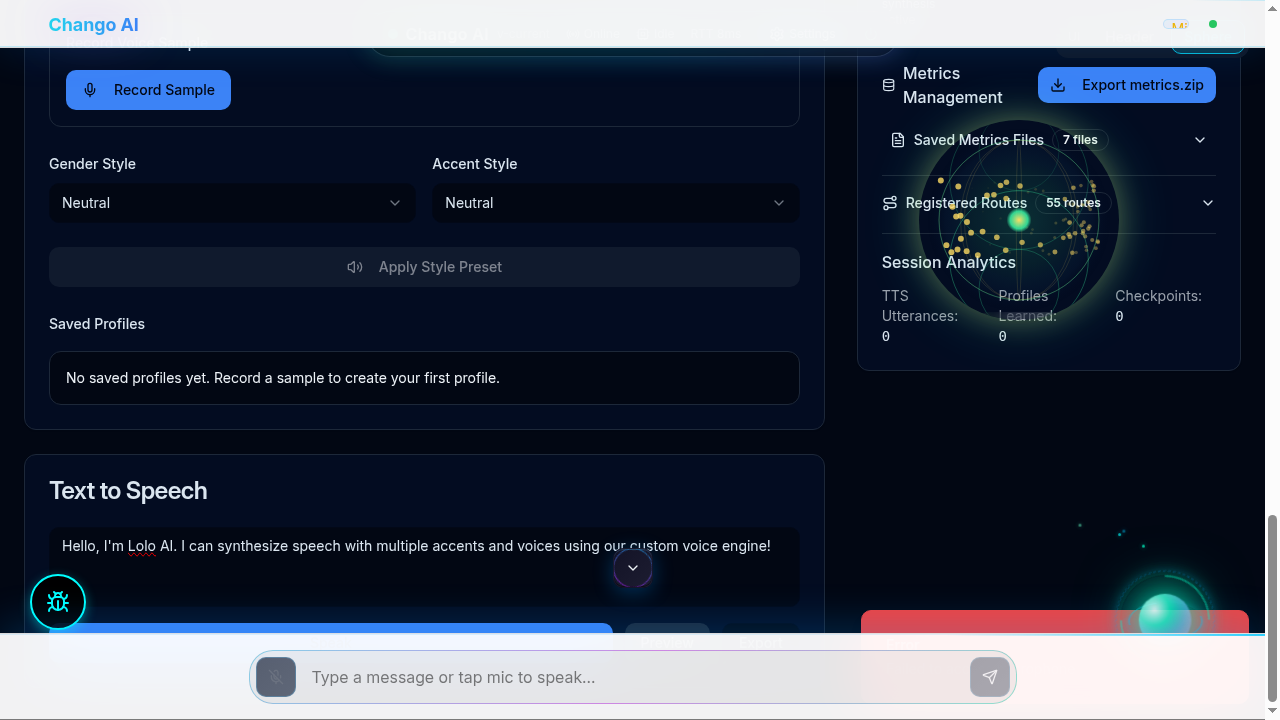 Chango AI
Record Sample
Gender Style
Accent Style
Neutral
Neutral
Apply Style Preset
Saved Profiles
No saved profiles yet. Record a sample to create your first profile.
Text to Speech
Hello, I'm Lolo AI. I can synthesize speech with multiple accents and voices using our custom voice engine!
Metrics
Management
Export metrics.zip
Saved Metrics Files
7 files
Registered Routes
55 routes
Session Analytics
TTS
Utterances:
0
Profiles
Learned:
0
Checkpoints:
0
Type a message or tap mic to speak...